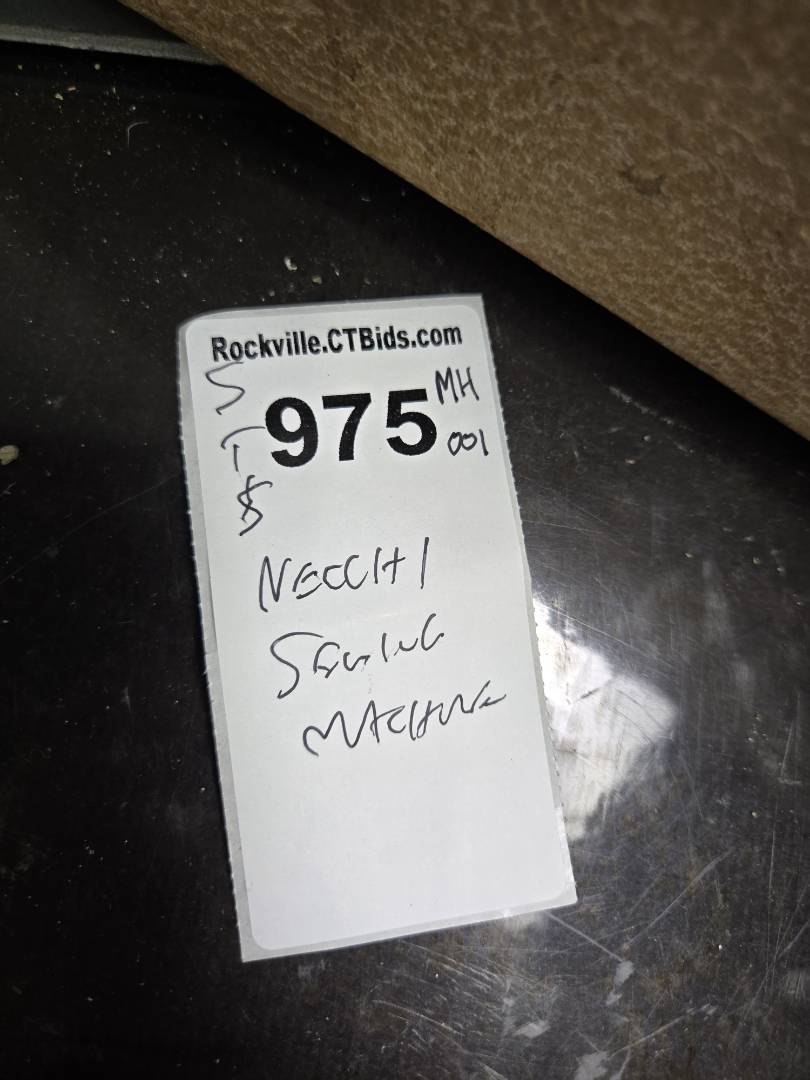 Rockville.CTBids.com
975 MH
001
NECCHI
SEWING
MACHINE